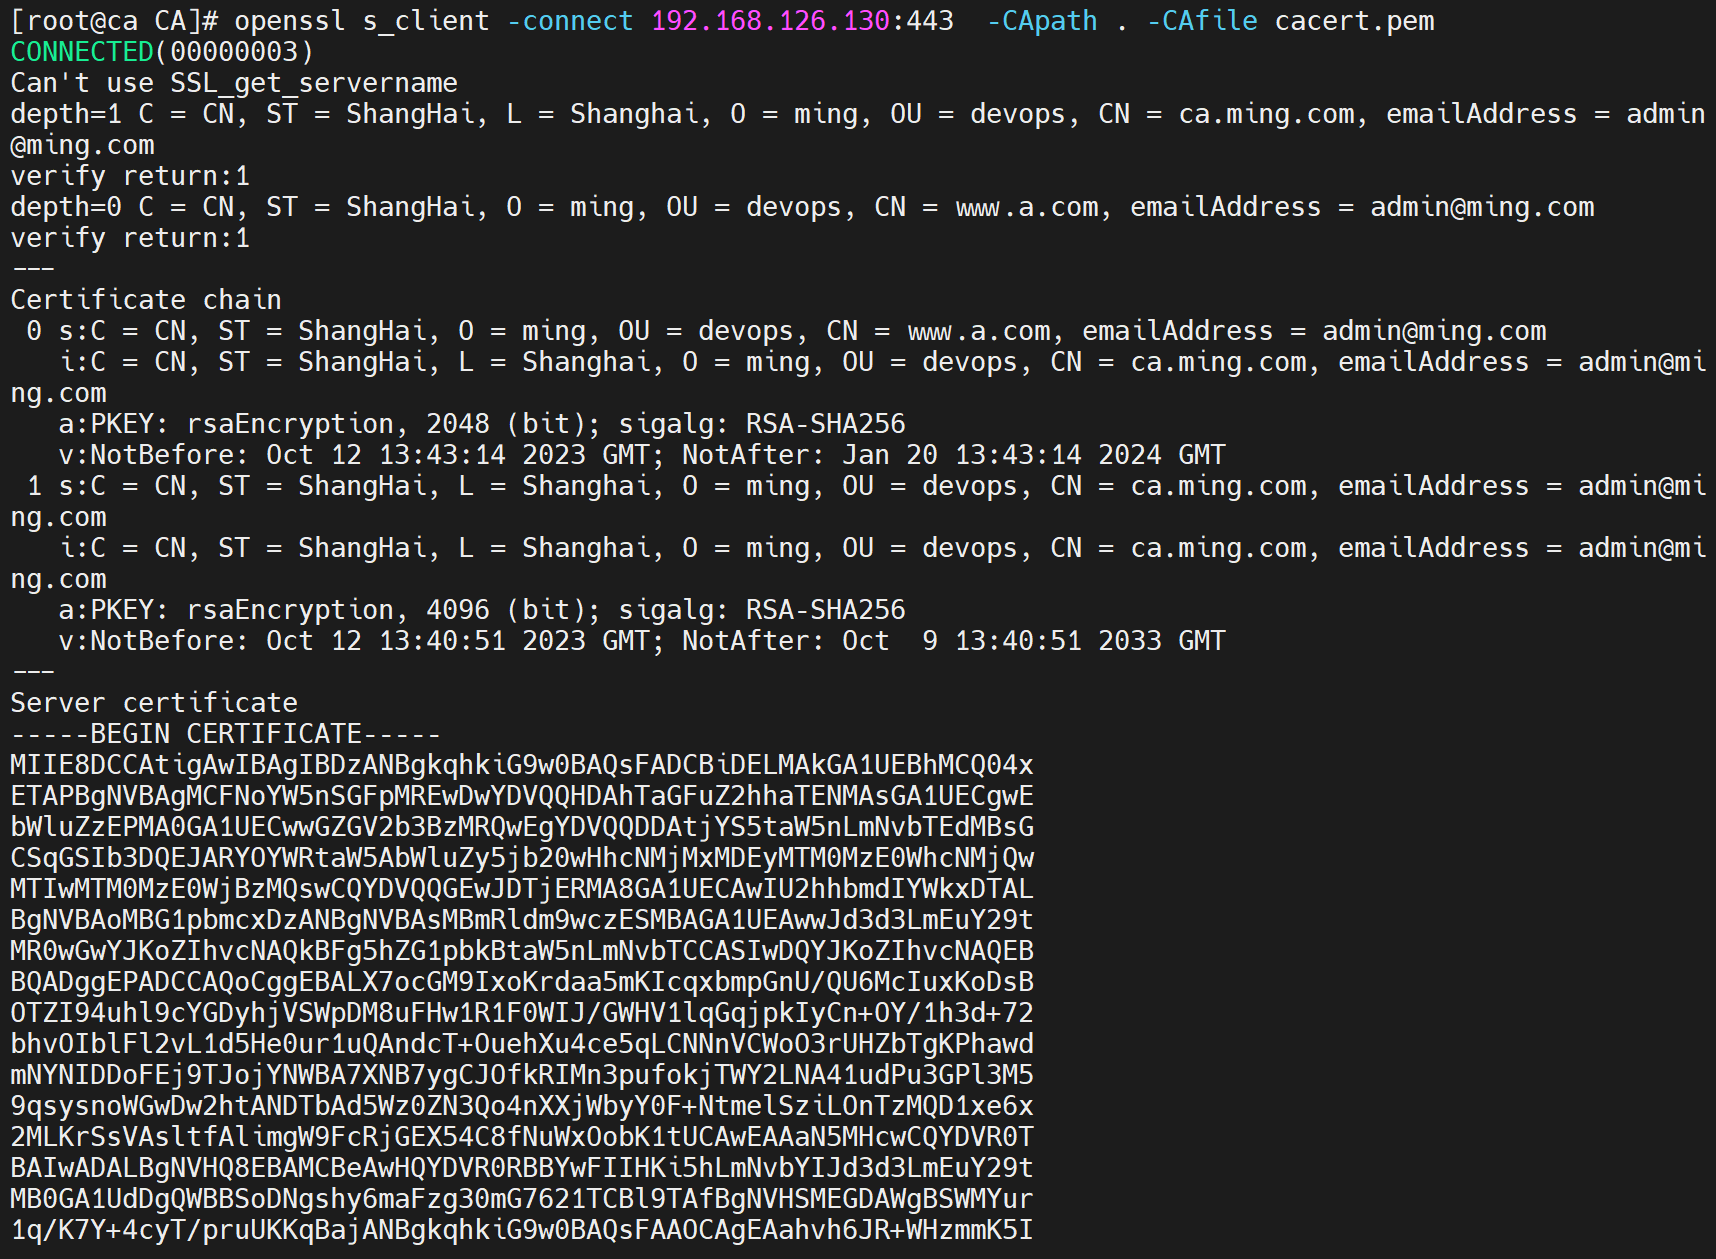 [root@ca CA]# openssl s_client -connect 192.168.126.130:443  -CApath . -CAfile cacert.pem
CONNECTED(00000003)
Can't use SSL_get_servername
depth=1 C = CN, ST = ShangHai, L = Shanghai, O = ming, OU = devops, CN = ca.ming.com, emailAddress = admin
@ming.com
verify return:1
depth=0 C = CN, ST = ShangHai, O = ming, OU = devops, CN = www.a.com, emailAddress = admin@ming.com
verify return:1
---
Certificate chain
 0 s:C = CN, ST = ShangHai, O = ming, OU = devops, CN = www.a.com, emailAddress = admin@ming.com
   i:C = CN, ST = ShangHai, L = Shanghai, O = ming, OU = devops, CN = ca.ming.com, emailAddress = admin@mi
ng.com
   a:PKEY: rsaEncryption, 2048 (bit); sigalg: RSA-SHA256
   v:NotBefore: Oct 12 13:43:14 2023 GMT; NotAfter: Jan 20 13:43:14 2024 GMT
 1 s:C = CN, ST = ShangHai, L = Shanghai, O = ming, OU = devops, CN = ca.ming.com, emailAddress = admin@mi
ng.com
   i:C = CN, ST = ShangHai, L = Shanghai, O = ming, OU = devops, CN = ca.ming.com, emailAddress = admin@mi
ng.com
   a:PKEY: rsaEncryption, 4096 (bit); sigalg: RSA-SHA256
   v:NotBefore: Oct 12 13:40:51 2023 GMT; NotAfter: Oct  9 13:40:51 2033 GMT
---
Server certificate
-----BEGIN CERTIFICATE-----
MIIE8DCCAtigAwIBAgIBDzANBgkqhkiG9w0BAQsFADCBiDELMAkGA1UEBhMCQ04x
ETAPBgNVBAgMCFNoYW5nSGFpMREwDwYDVQQHDAhTaGFuZ2hhaTENMAsGA1UECgwE
bWluZzEPMA0GA1UECwwGZGV2b3BzMRQwEgYDVQQDDAtjYS5taW5nLmNvbTEdMBsG
CSqGSIb3DQEJARYOYWRtaW5AbWluZy5jb20wHhcNMjMxMDEyMTM0MzE0WhcNMjQw
MTIwMTM0MzE0WjBzMQswCQYDVQQGEwJDTjERMA8GA1UECAwIU2hhbmdIYWkxDTAL
BgNVBAoMBG1pbmcxDzANBgNVBAsMBmRldm9wczESMBAGA1UEAwwJd3d3LmEuY29t
MR0wGwYJKoZIhvcNAQkBFg5hZG1pbkBtaW5nLmNvbTCCASIwDQYJKoZIhvcNAQEB
BQADggEPADCCAQoCggEBALX7ocGM9IxoKrdaa5mKIcqxbmpGnU/QU6McIuxKoDsB
OTZI94uhl9cYGDyhjVSWpDM8uFHw1R1F0WIJ/GWHV1lqGqjpkIyCn+OY/1h3d+72
bhvOIblFl2vL1d5He0ur1uQAndcT+OuehXu4ce5qLCNNnVCWoO3rUHZbTgKPhawd
mNYNIDDoFEj9TJojYNWBA7XNB7ygCJOfkRIMn3pufokjTWY2LNA41udPu3GPl3M5
9qsysnoWGwDw2htANDTbAd5Wz0ZN3Qo4nXXjWbyY0F+NtmelSziLOnTzMQD1xe6x
2MLKrSsVAsltfAlimgW9FcRjGEX54C8fNuWxOobK1tUCAwEAAaN5MHcwCQYDVR0T
BAIwADALBgNVHQ8EBAMCBeAwHQYDVR0RBBYwFIIHKi5hLmNvbYIJd3d3LmEuY29t
MB0GA1UdDgQWBBSoDNgshy6maFzg30mG7621TCBl9TAfBgNVHSMEGDAWgBSWMYur
1q/K7Y+4cyT/pruUKKqBajANBgkqhkiG9w0BAQsFAAOCAgEAahvh6JR+WHzmmK5I